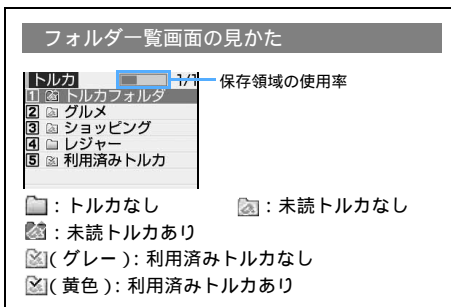 フォルダ一覧画面の見かた
トルカ 1/1 保存領域の使用率
1 トルカフォルダ
2 グルメ
3 ショッピング
4 レジャー
5 利用済みトルカ
：トルカなし ：未読トルカなし
：未読トルカあり
(グレー)：利用済みトルカなし
(黄色)：利用済みトルカあり